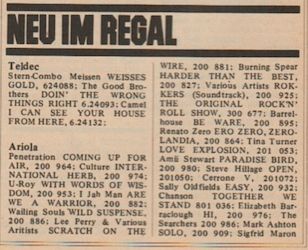 NEU IM REGAL
Teldec
Stern-Combo Meissen WEISSES
GOLD, 624088; The Good Bro-
thers DOIN' THE WRONG
THINGS RIGHT 6.24093; Camel
I CAN SEE YOUR HOUSE
FROM HERE, 6.24132;
Ariola
Penetration COMING UP FOR
AIR, 200 964; Culture INTER-
NATIONAL HERB, 200 974;
U-Roy WITH WORDS OF WIS-
DOM, 200 953; I Jah Man ARE
WE A WARRIOR, 200 882;
Wailing Souls WILD SUSPENSE,
200 886; Lee Perry & Various
Artists SCRATCH ON THE
WIRE, 200 881; Burning Spear
HARDER THAN THE BEST,
200 827; Various Artists ROK-
KERS (Soundtrack), 200 925;
THE ORIGINAL ROCK'N'
ROLL SHOW, 300 677; Barrel-
house BE WARE, 200 895;
Renato Zero ERO ZERO, ZERO-
LANDIA, 200 864; Tina Turner
LOVE EXPLOSION, 201 053;
Amii Stewart PARADISE BIRD,
200 980; Steve Hillage OPEN,
201050; Cerrone V, 201072;
Sally Oldfields EASY, 200 932;
Chanson TOGETHER WE
STAND 801 036; Elizabeth Bar-
raclough HI, 200 976; The
Searchers 200 986; Mark Ashton
SOLO, 200 909; Sigfrid Maron